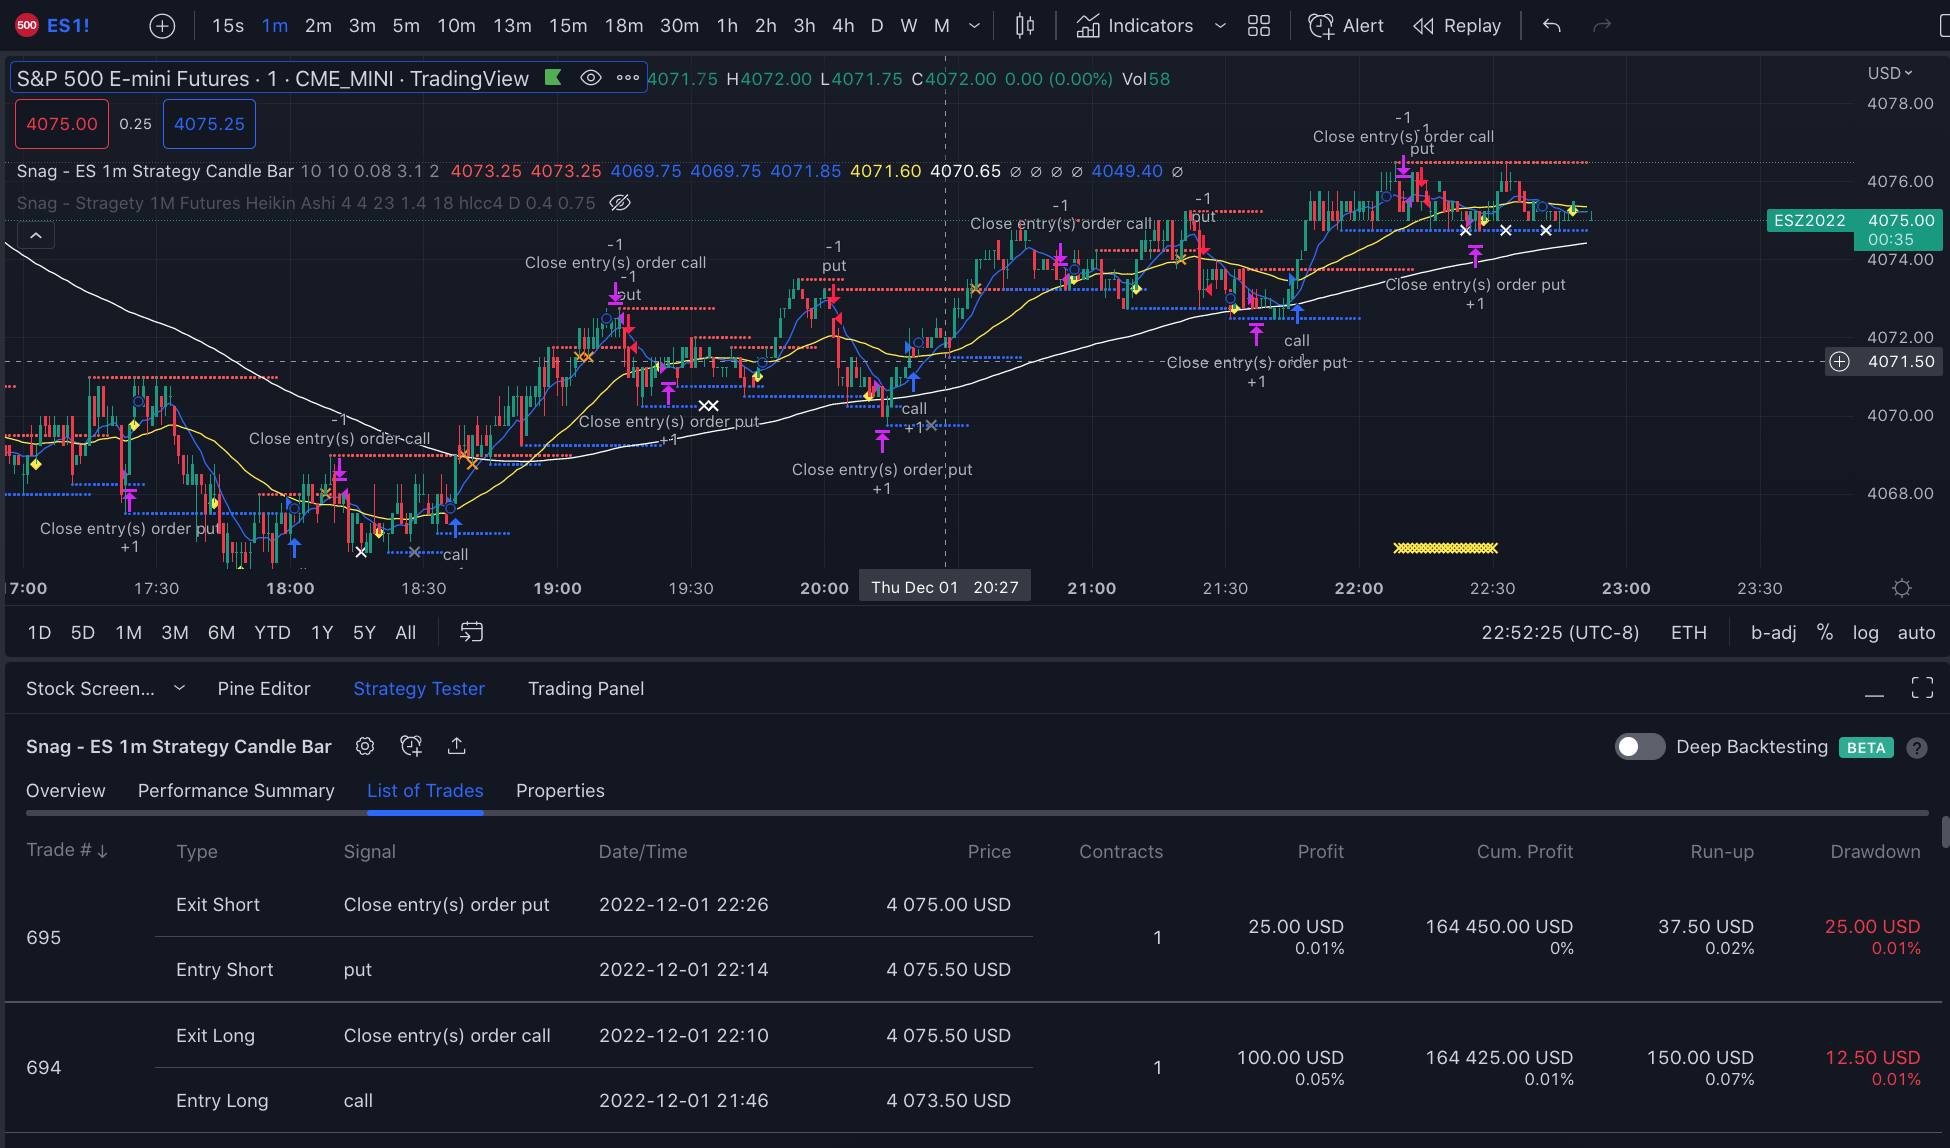 500 ES1! 15s 1m 2m 3m 5m 10m 13m 15m 18m 30m 1h 2h 3h 4h D W M Indicators Alert Replay
S&P 500 E-mini Futures · 1 · CME_MINI · TradingView 4071.75 H4072.00 L4071.75 C4072.00 0.00 (0.00%) Vol58
USD
4075.00 0.25 4075.25
Snag - ES 1m Strategy Candle Bar 10 10 0.08 3.1 2 4073.25 4073.25 4069.75 4069.75 4071.85 4071.60 4070.65 ∅ ∅ ∅ ∅ 4049.40 ∅
Snag - Stragety 1M Futures Heikin Ashi 4 4 23 1.4 18 hlcc4 D 0.4 0.75
4078.00
4076.00
ESZ2022 4075.00
00:35
4074.00
4072.00
4071.50
4070.00
4068.00
-1
Close entry(s) order call
-1
put
-1
Close entry(s) order call
-1
put
-1
Close entry(s) order call
-1
put
-1
put
-1
Close entry(s) order call
Close entry(s) order put
+1
call
Close entry(s) order put
+1
Close entry(s) order put
+1
call
+1
Close entry(s) order put
+1
Close entry(s) order put
+1
call
17:00 17:30 18:00 18:30 19:00 19:30 20:00 Thu Dec 01 20:27 21:00 21:30 22:00 22:30 23:00 23:30
1D 5D 1M 3M 6M YTD 1Y 5Y All 22:52:25 (UTC-8) ETH b-adj % log auto
Stock Screen... Pine Editor Strategy Tester Trading Panel
Snag - ES 1m Strategy Candle Bar Deep Backtesting BETA ?
Overview Performance Summary List of Trades Properties
Trade # ↓ Type Signal Date/Time Price Contracts Profit Cum. Profit Run-up Drawdown
Exit Short Close entry(s) order put 2022-12-01 22:26 4 075.00 USD
695 1 25.00 USD 164 450.00 USD 37.50 USD 25.00 USD
0.01% 0% 0.02% 0.01%
Entry Short put 2022-12-01 22:14 4 075.50 USD
Exit Long Close entry(s) order call 2022-12-01 22:10 4 075.50 USD
694 1 100.00 USD 164 425.00 USD 150.00 USD 12.50 USD
0.05% 0.01% 0.07% 0.01%
Entry Long call 2022-12-01 21:46 4 073.50 USD